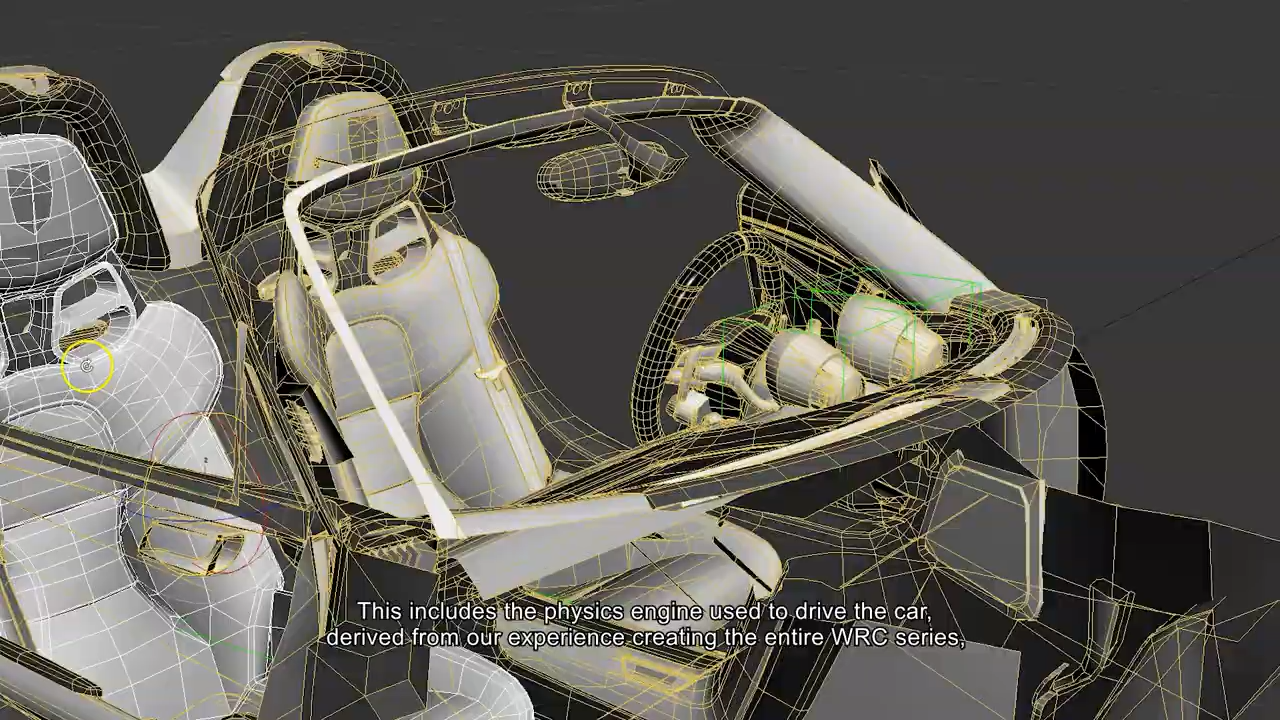 This includes the physics engine used to drive the car,
derived from our experience creating the entire WRC series,